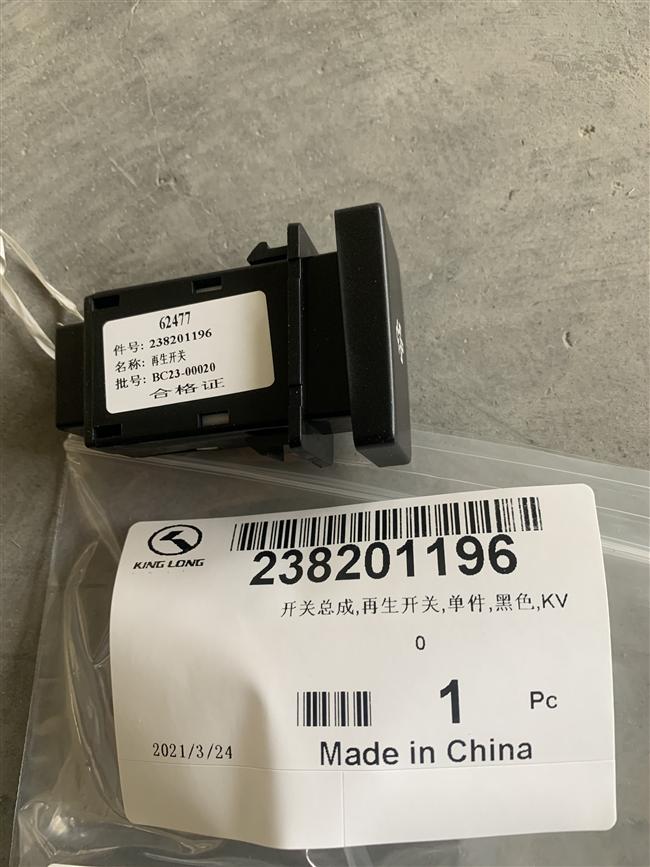 62477
件号: 238201196
名称: 再生开关
批号: BC23-00020
合格证
KING LONG
238201196
开关总成,再生开关,单件,黑色,KV
0
1 Pc
2021/3/24
Made in China